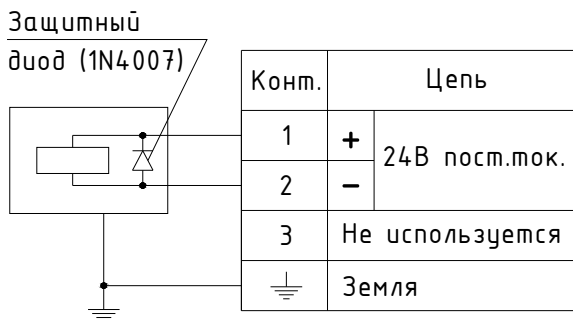 Защитный
диод (1N4007)
Конт. Цепь
1 + 24В пост.ток.
2 −
3 Не используется
Земля